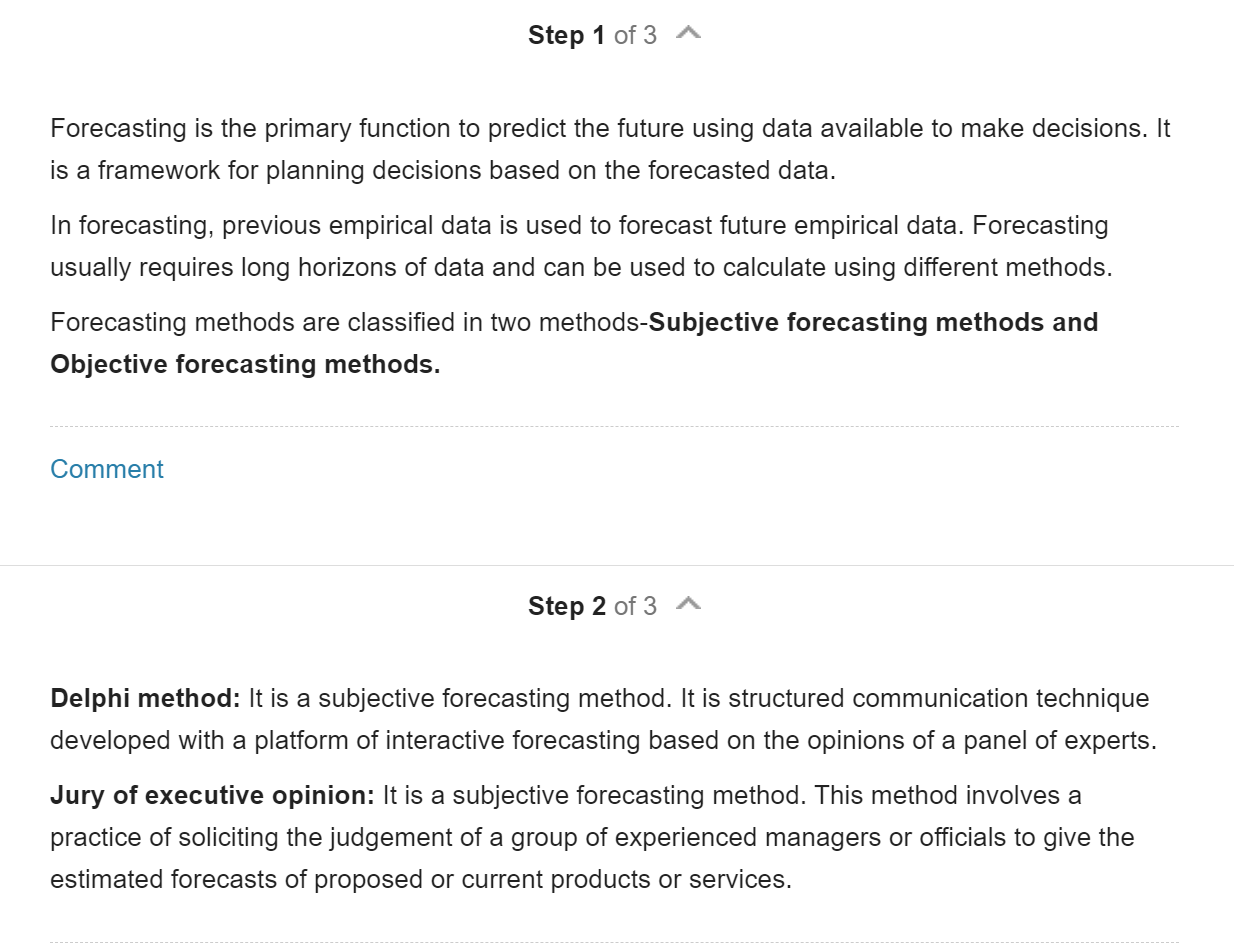 Step 1 of 3
Forecasting is the primary function to predict the future using data available to make decisions. It
is a framework for planning decisions based on the forecasted data.
In forecasting, previous empirical data is used to forecast future empirical data. Forecasting
usually requires long horizons of data and can be used to calculate using different methods.
Forecasting methods are classified in two methods-Subjective forecasting methods and
Objective forecasting methods.
Comment
Step 2 of 3
Delphi method: It is a subjective forecasting method. It is structured communication technique
developed with a platform of interactive forecasting based on the opinions of a panel of experts.
Jury of executive opinion: It is a subjective forecasting method. This method involves a
practice of soliciting the judgement of a group of experienced managers or officials to give the
estimated forecasts of proposed or current products or services.